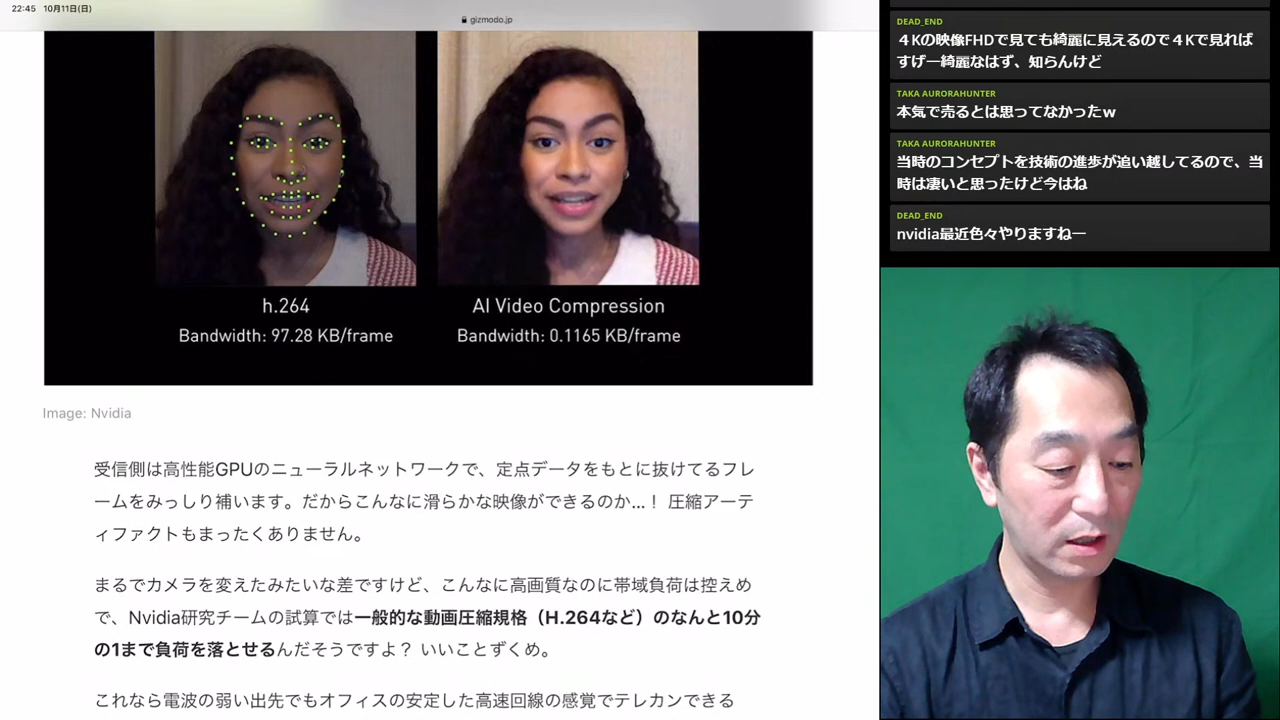 22:45 10月11日(日)
gizmodo.jp
h.264
Bandwidth: 97.28 KB/frame
AI Video Compression
Bandwidth: 0.1165 KB/frame
Image: Nvidia
受信側は高性能GPUのニューラルネットワークで、定点データをもとに抜けてるフレ
ームをみっしり補います。だからこんなに滑らかな映像ができるのか...！ 圧縮アーテ
ィファクトもまったくありません。
まるでカメラを変えたみたいな差ですけど、こんなに高画質なのに帯域負荷は控えめ
で、Nvidia研究チームの試算では一般的な動画圧縮規格（H.264など）のなんと10分
の1まで負荷を落とせるんだそうですよ？ いいことずくめ。
これなら電波の弱い出先でもオフィスの安定した高速回線の感覚でテレカンできる
DEAD_END
４Kの映像FHDで見ても綺麗に見えるので４Kで見れば
すげー綺麗なはず、知らんけど
TAKA AURORAHUNTER
本気で売るとは思ってなかったｗ
TAKA AURORAHUNTER
当時のコンセプトを技術の進歩が追い越してるので、当
時は凄いと思ったけど今はね
DEAD_END
nvidia最近色々やりますねー